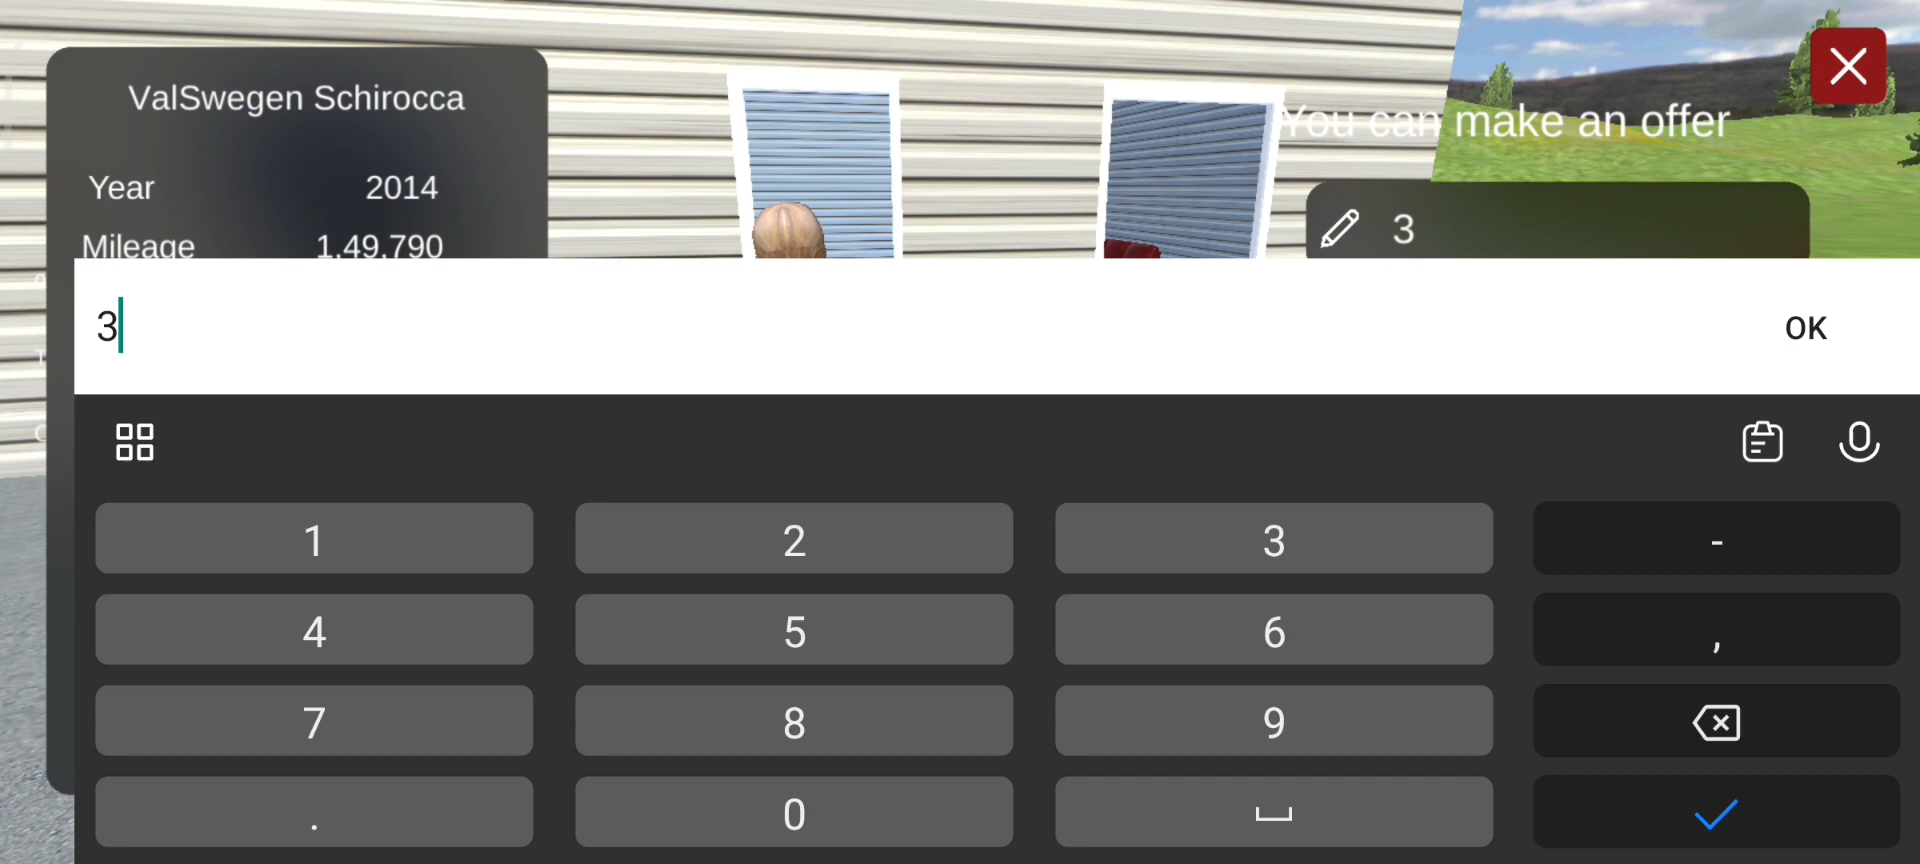 ValSwegen Schirocca
You can make an offer
Year 2014
3
Mileage 1,49,790
3
OK
1 2 3 -
4 5 6 ,
7 8 9
. 0